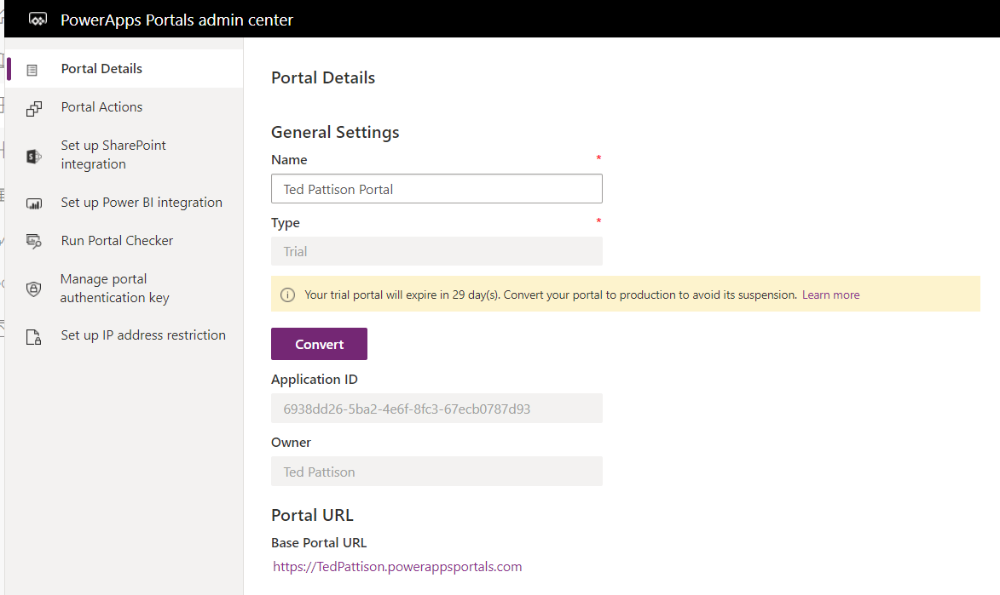 PowerApps Portals admin center
Portal Details
Portal Actions
Set up SharePoint
integration
Set up Power BI integration
Run Portal Checker
Manage portal
authentication key
Set up IP address restriction
Portal Details
General Settings
Name *
Ted Pattison Portal
Type *
Trial
Your trial portal will expire in 29 day(s). Convert your portal to production to avoid its suspension. Learn more
Convert
Application ID
6938dd26-5ba2-4e6f-8fc3-67ecb0787d93
Owner
Ted Pattison
Portal URL
Base Portal URL
https://TedPattison.powerappsportals.com